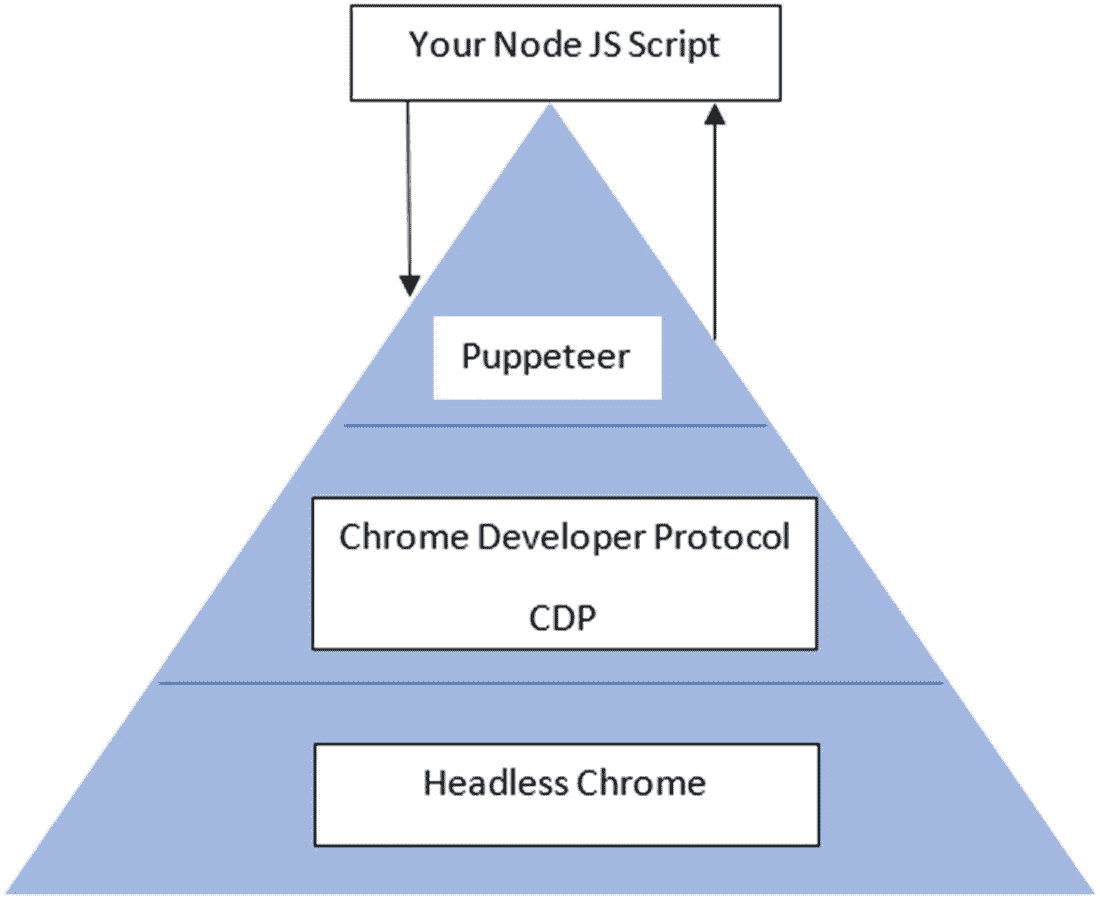 Your Node JS Script
Puppeteer
Chrome Developer Protocol
CDP
Headless Chrome